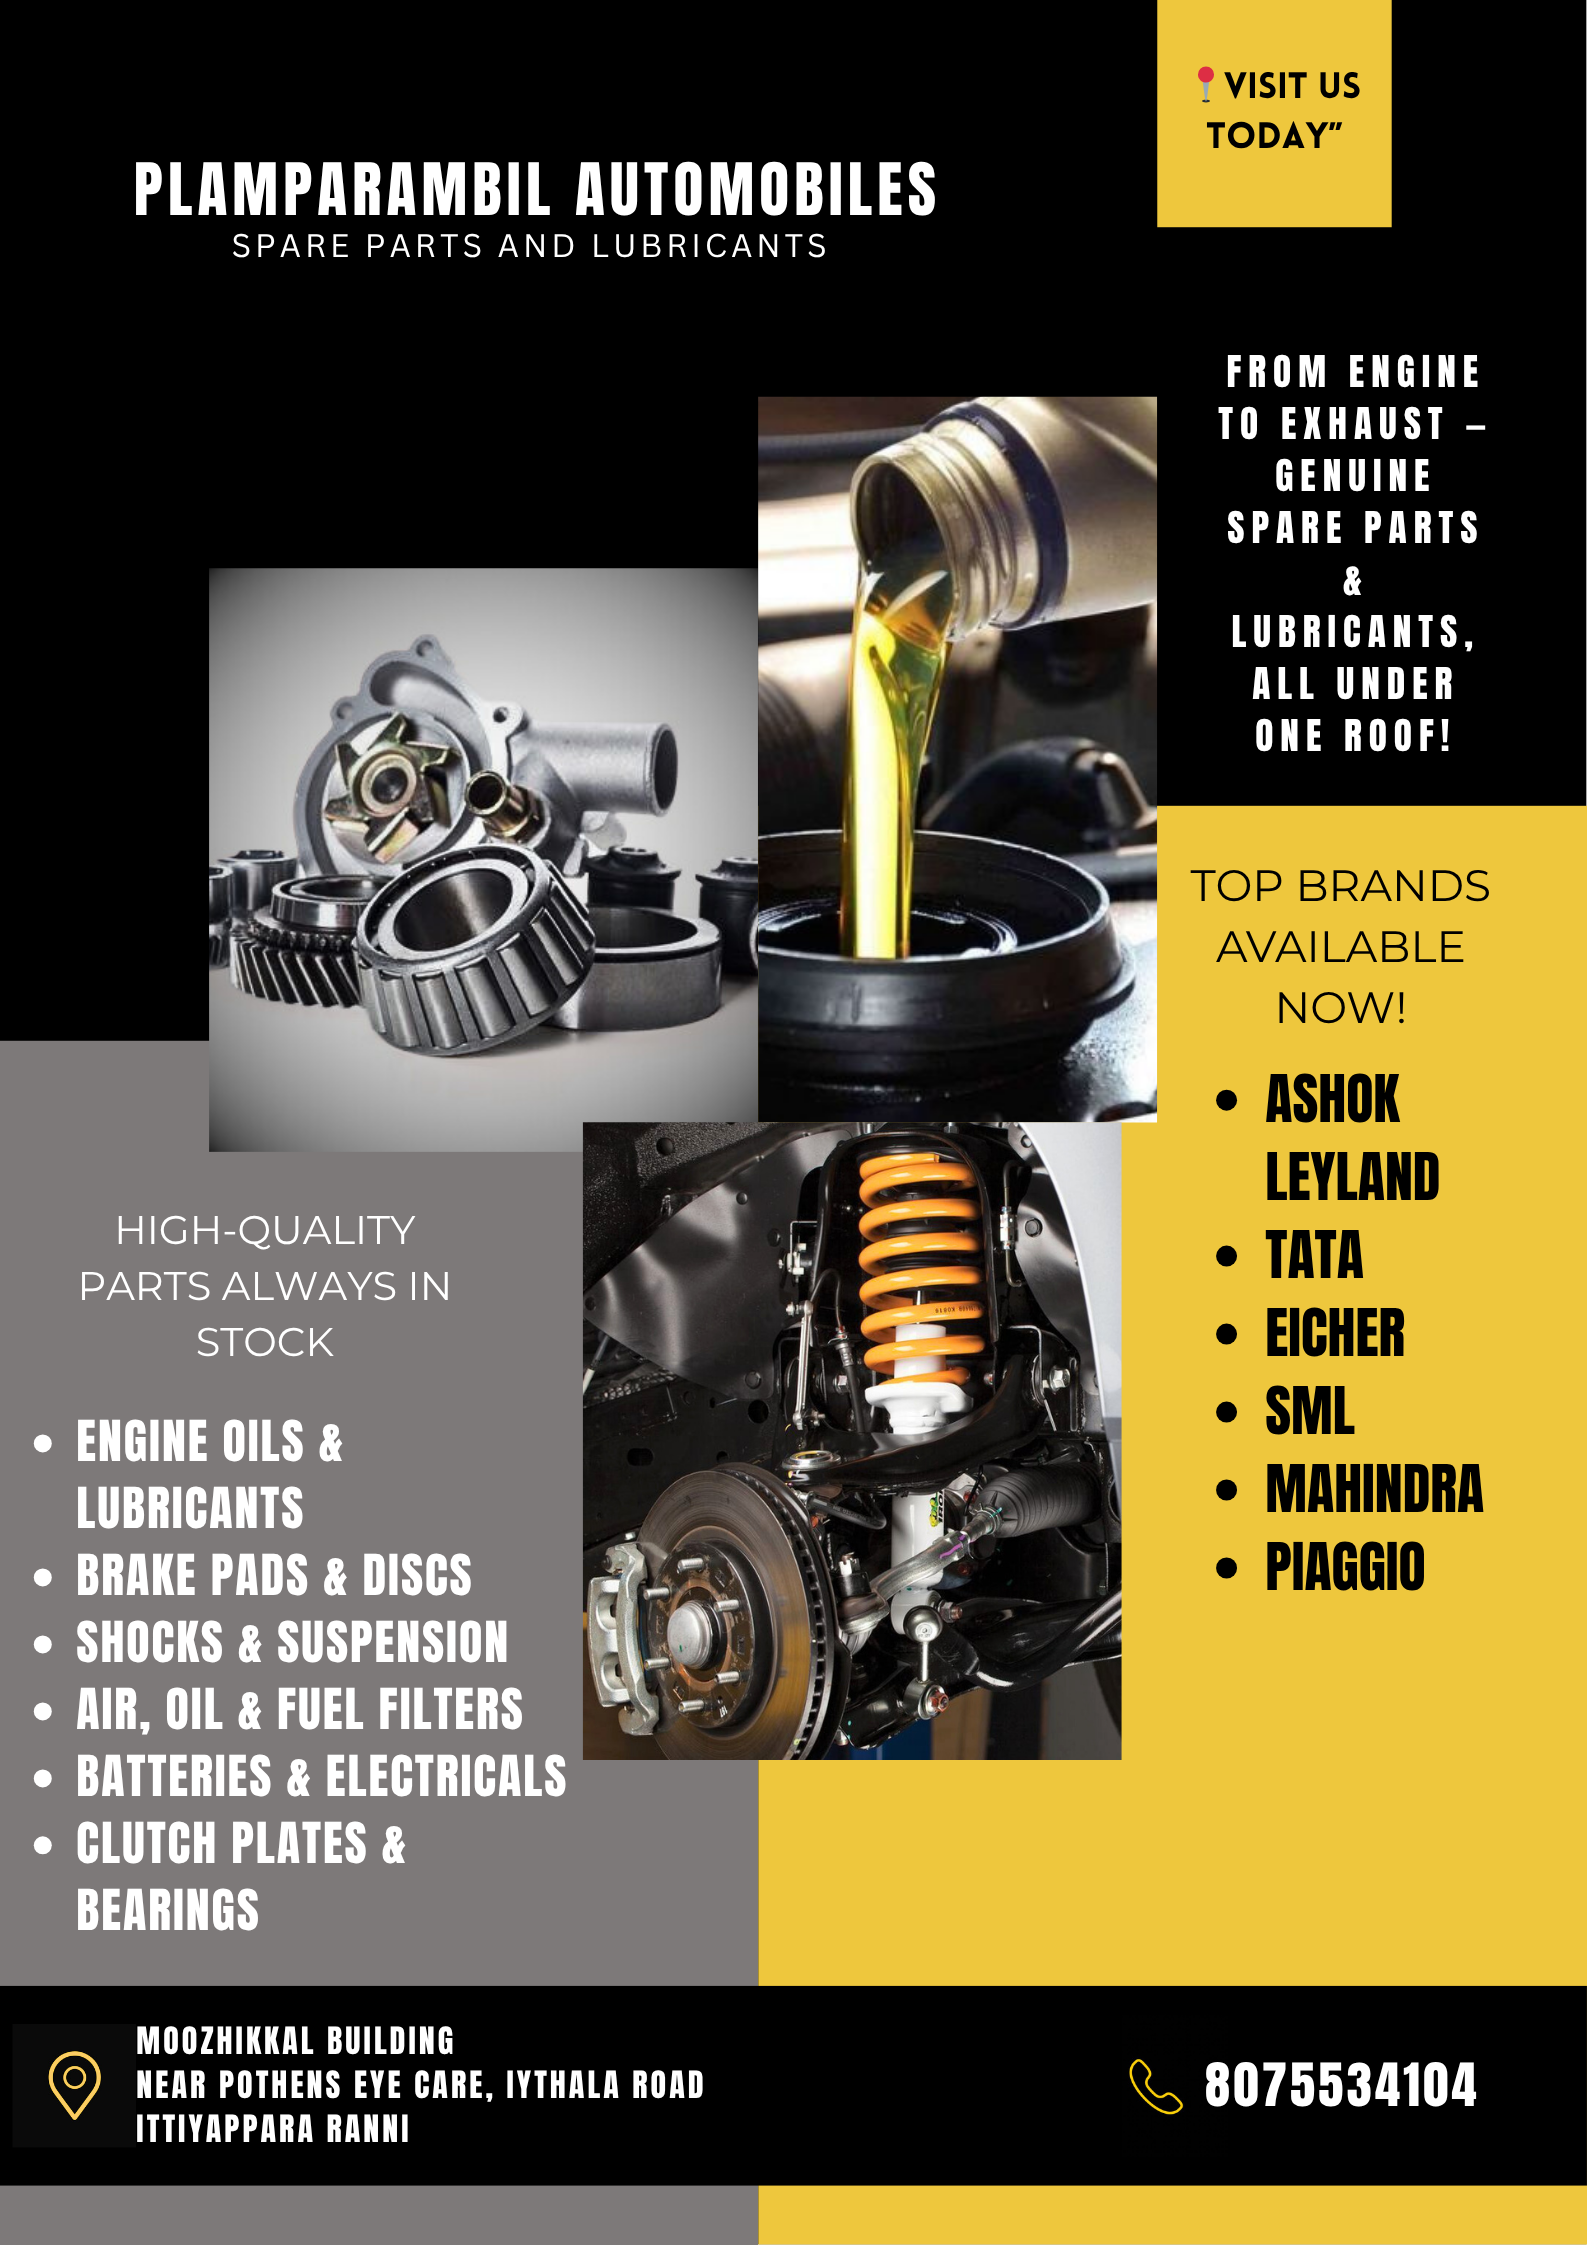 📍VISIT US
TODAY”
PLAMPARAMBIL AUTOMOBILES
SPARE PARTS AND LUBRICANTS
FROM ENGINE
TO EXHAUST –
GENUINE
SPARE PARTS
&
LUBRICANTS,
ALL UNDER
ONE ROOF!
TOP BRANDS
AVAILABLE
NOW!
• ASHOK
LEYLAND
• TATA
• EICHER
• SML
• MAHINDRA
• PIAGGIO
HIGH-QUALITY
PARTS ALWAYS IN
STOCK
• ENGINE OILS &
LUBRICANTS
• BRAKE PADS & DISCS
• SHOCKS & SUSPENSION
• AIR, OIL & FUEL FILTERS
• BATTERIES & ELECTRICALS
• CLUTCH PLATES &
BEARINGS
MOOZHIKKAL BUILDING
NEAR POTHENS EYE CARE, IYTHALA ROAD
ITTIYAPPARA RANNI
8075534104